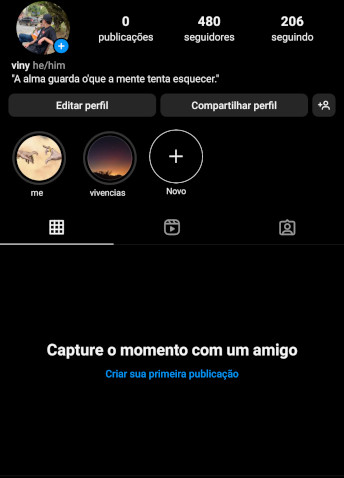 0 480 206
publicações seguidores seguindo
viny he/him
"A alma guarda o'que a mente tenta esquecer."
Editar perfil Compartilhar perfil
me vivencias Novo
Capture o momento com um amigo
Criar sua primeira publicação